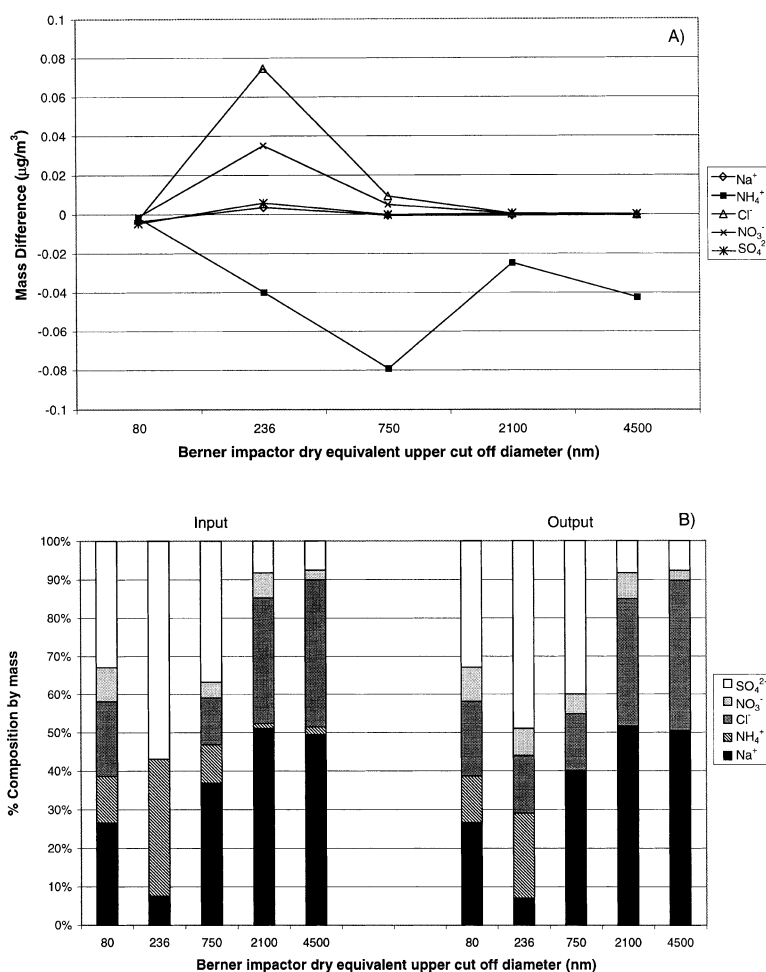 A)
0.1
0.08
0.06
0.04
0.02
0
-0.02
-0.04
-0.06
-0.08
-0.1
Mass Difference (µg/m³)
80 236 750 2100 4500
Berner impactor dry equivalent upper cut off diameter (nm)
Na⁺
NH₄⁺
Cl⁻
NO₃⁻
SO₄²
B)
Input Output
100%
90%
80%
70%
60%
50%
40%
30%
20%
10%
0%
% Composition by mass
80 236 750 2100 4500 80 236 750 2100 4500
Berner impactor dry equivalent upper cut off diameter (nm)
SO₄²⁻
NO₃⁻
Cl⁻
NH₄⁺
Na⁺